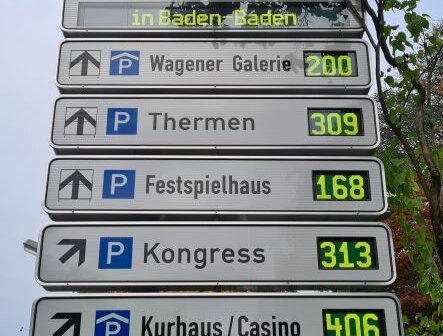 in Baden-Baden
P Wagener Galerie 200
P Thermen 309
P Festspielhaus 168
P Kongress 313
P Kurhaus / Casino 406